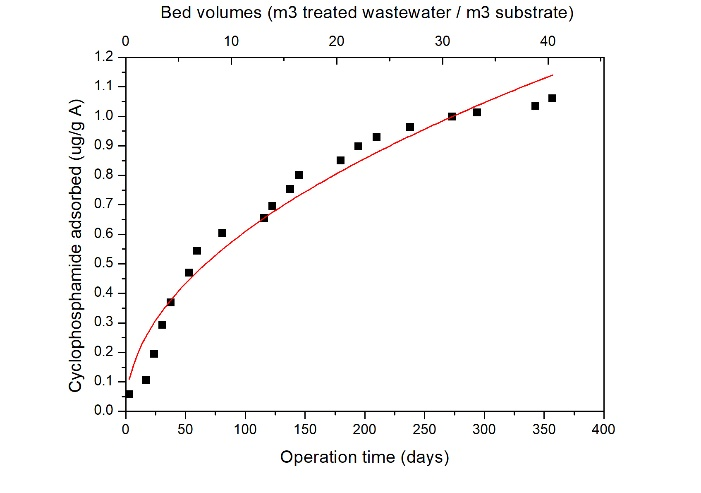 Bed volumes (m3 treated wastewater / m3 substrate)
0 10 20 30 40
1.2
1.1
1.0
0.9
0.8
0.7
0.6
0.5
0.4
0.3
0.2
0.1
0.0
Cyclophosphamide adsorbed (ug/g A)
0 50 100 150 200 250 300 350 400
Operation time (days)